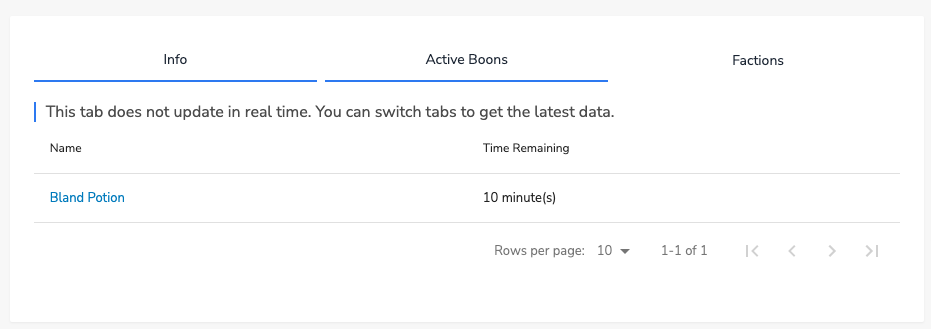 Info Active Boons Factions
This tab does not update in real time. You can switch tabs to get the latest data.
Name Time Remaining
Bland Potion 10 minute(s)
Rows per page: 10 1-1 of 1